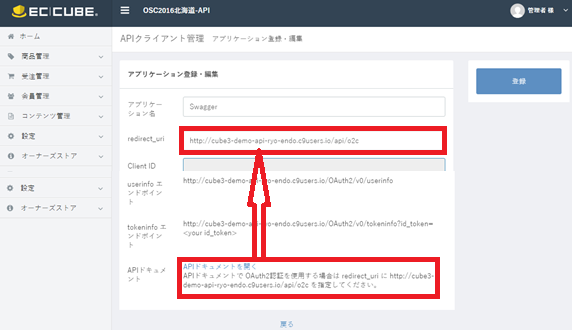 EC CUBE
OSC2016北海道-API
管理者 様
ホーム
商品管理
受注管理
会員管理
コンテンツ管理
設定
オーナーズストア
設定
オーナーズストア
APIクライアント管理 アプリケーション登録・編集
アプリケーション登録・編集
アプリケーション名
Swagger
redirect_uri
http://cube3-demo-api-ryo-endo.c9users.io/api/o2c
Client ID
userinfo エンドポイント
http://cube3-demo-api-ryo-endo.c9users.io/OAuth2/v0/userinfo
tokeninfo エンドポイント
http://cube3-demo-api-ryo-endo.c9users.io/OAuth2/v0/tokeninfo?id_token=
<your id_token>
APIドキュメント
APIドキュメントを開く
APIドキュメントで OAuth2認証を使用する場合は redirect_uri に http://cube3-
demo-api-ryo-endo.c9users.io/api/o2c を指定してください。
戻る
登録